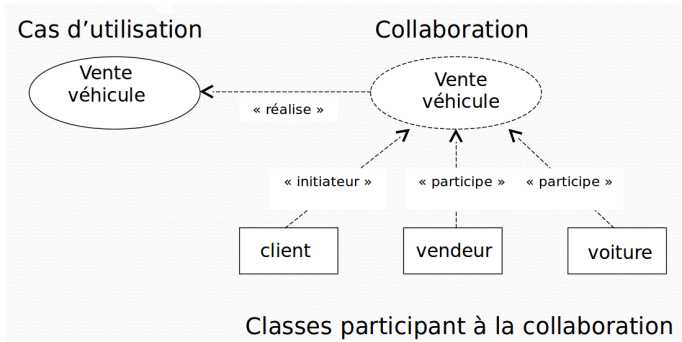 Cas d’utilisation
Collaboration
Vente
véhicule
Vente
véhicule
« réalise »
« initiateur »
« participe »
« participe »
client
vendeur
voiture
Classes participant à la collaboration